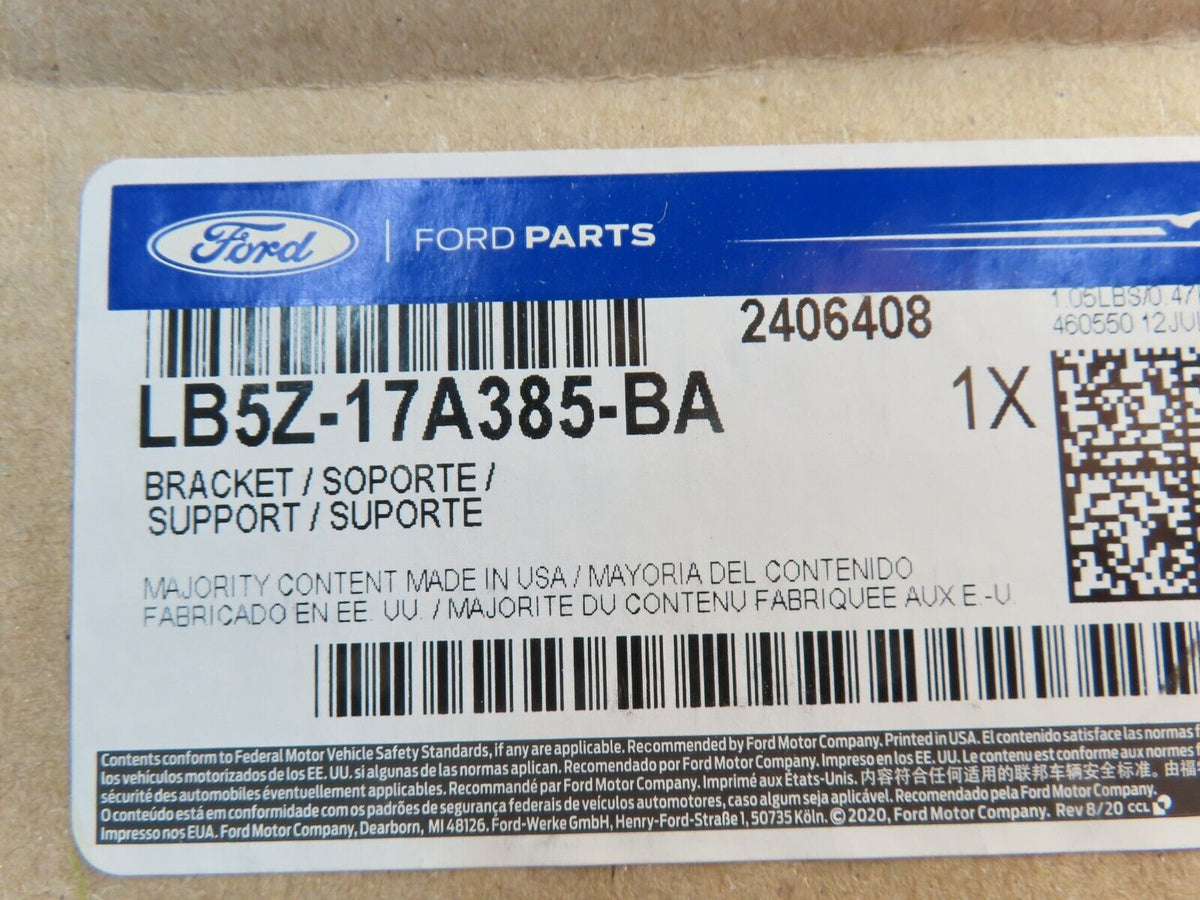 Ford | FORD PARTS
2406408
1.05LBS/0.47
460550 12JUL
LB5Z-17A385-BA
1X
BRACKET / SOPORTE /
SUPPORT / SUPORTE
MAJORITY CONTENT MADE IN USA / MAYORIA DEL CONTENIDO
FABRICADO EN EE. UU. / MAJORITE DU CONTENU FABRIQUEE AUX E.-U.
Contents conform to Federal Motor Vehicle Safety Standards, if any are applicable. Recommended by Ford Motor Company. Printed in USA. El contenido satisface las normas f
los vehículos motorizados de los EE. UU. si algunas de las normas aplican. Recomendado por Ford Motor Company. Impreso en los EE. UU. Le contenu est conforme aux normes
sécurité des automobiles éventuellement applicables. Recommandé par Ford Motor Company. Imprimé aux États-Unis. 内容符合任何适用的联邦车辆安全标准。由福
O conteúdo está em conformidade com os padrões de segurança federais de veículos automotores, caso algum seja aplicável. Recomendado pela Ford Motor Company.
Impresso nos EUA. Ford Motor Company, Dearborn, MI 48126. Ford-Werke GmbH, Henry-Ford-Straße 1, 50735 Köln. © 2020, Ford Motor Company. Rev 8/20 CCL